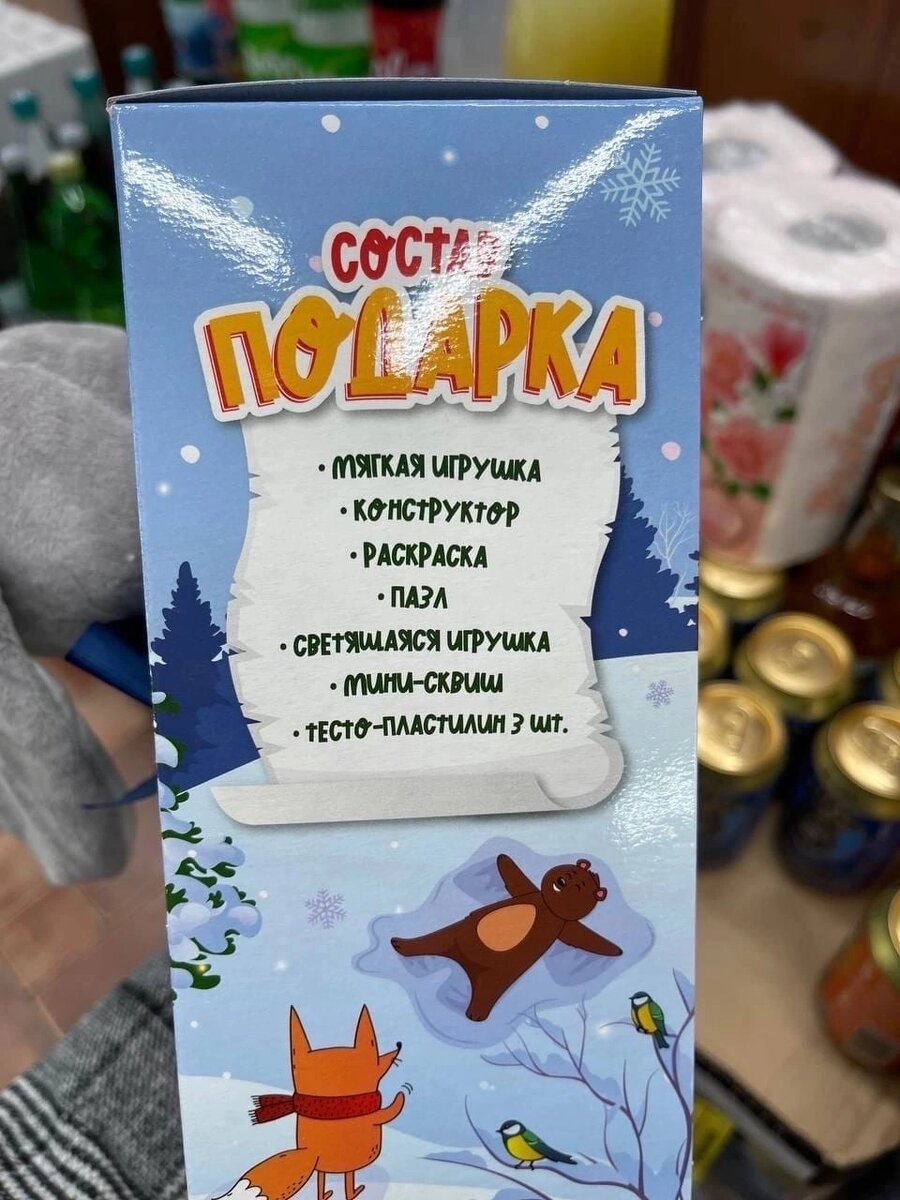 СОСТАВ
ПОДАРКА
• МЯГКАЯ ИГРУШКА
• КОНСТРУКТОР
• РАСКРАСКА
• ПАЗЛ
• СВЕТЯЩАЯСЯ ИГРУШКА
• МИНИ-СКВИШ
• ТЕСТО-ПЛАСТИЛИН 3 ШТ.